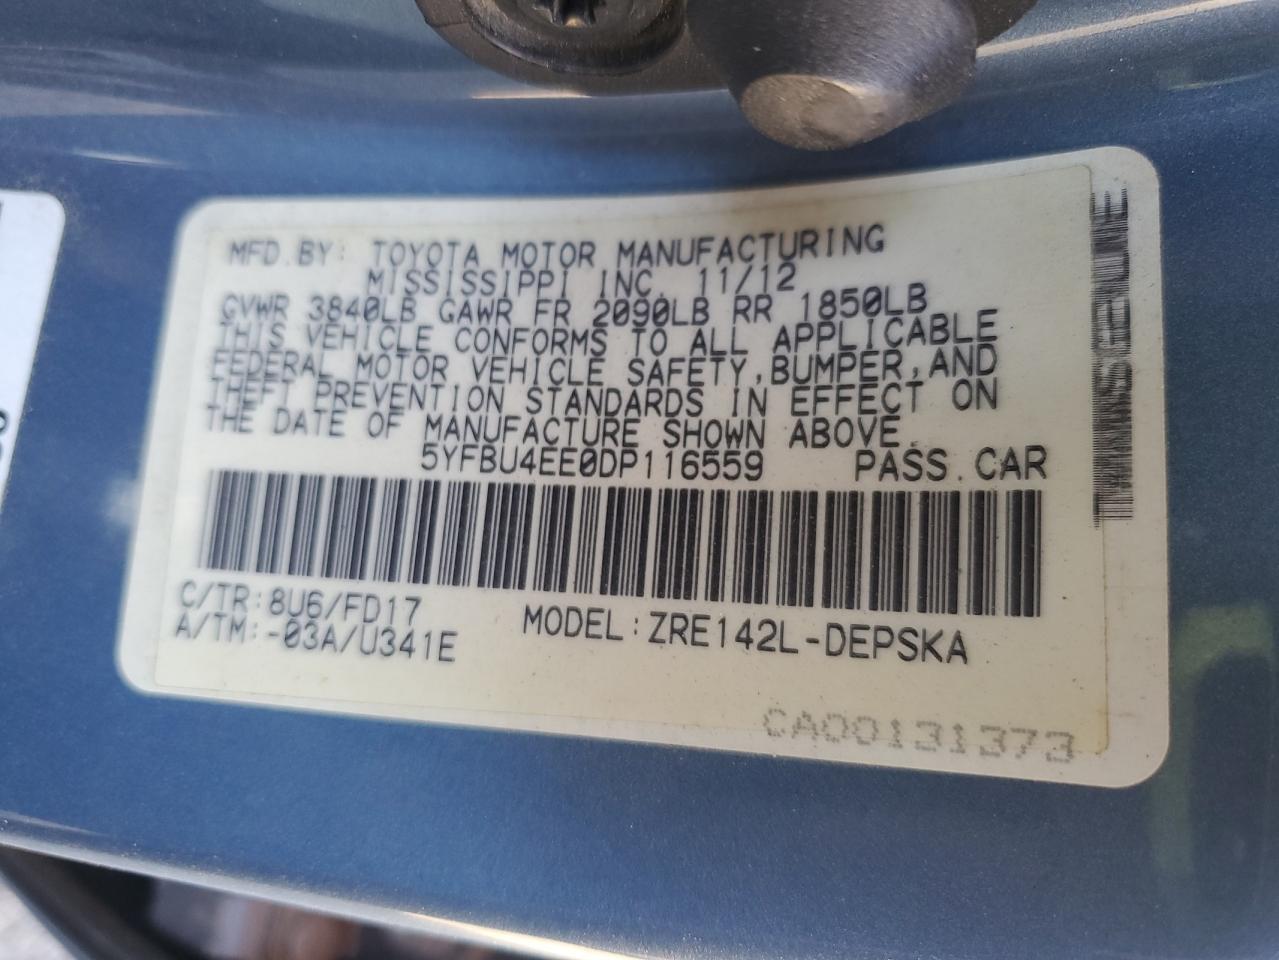 MFD.BY: TOYOTA MOTOR MANUFACTURING
MISSISSIPPI INC. 11/12
GVWR 3840LB GAWR FR 2090LB RR 1850LB
THIS VEHICLE CONFORMS TO ALL APPLICABLE
FEDERAL MOTOR VEHICLE SAFETY,BUMPER,AND
THEFT PREVENTION STANDARDS IN EFFECT ON
THE DATE OF MANUFACTURE SHOWN ABOVE.
5YFBU4EE0DP116559 PASS.CAR
C/TR:8U6/FD17
A/TM:-03A/U341E
MODEL:ZRE142L-DEPSKA
CA00131373